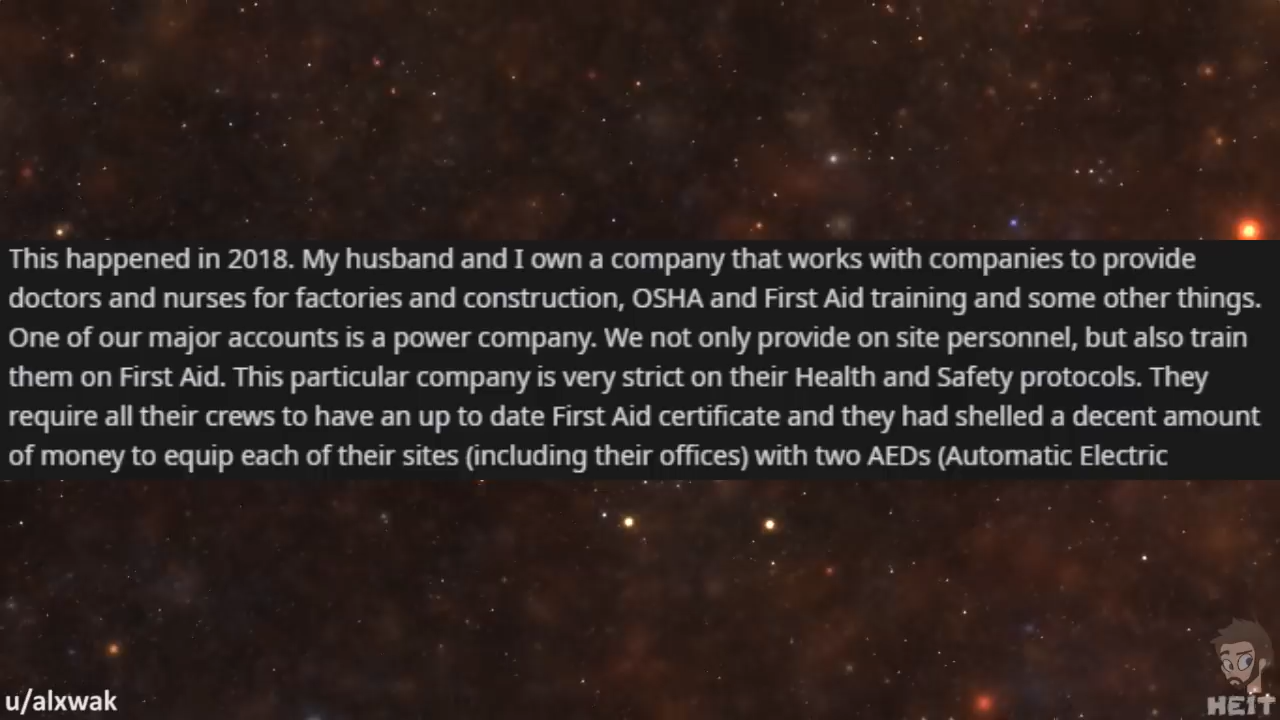 This happened in 2018. My husband and I own a company that works with companies to provide
doctors and nurses for factories and construction, OSHA and First Aid training and some other things.
One of our major accounts is a power company. We not only provide on site personnel, but also train
them on First Aid. This particular company is very strict on their Health and Safety protocols. They
require all their crews to have an up to date First Aid certificate and they had shelled a decent amount
of money to equip each of their sites (including their offices) with two AEDs (Automatic Electric
u/alxwak
HEIT